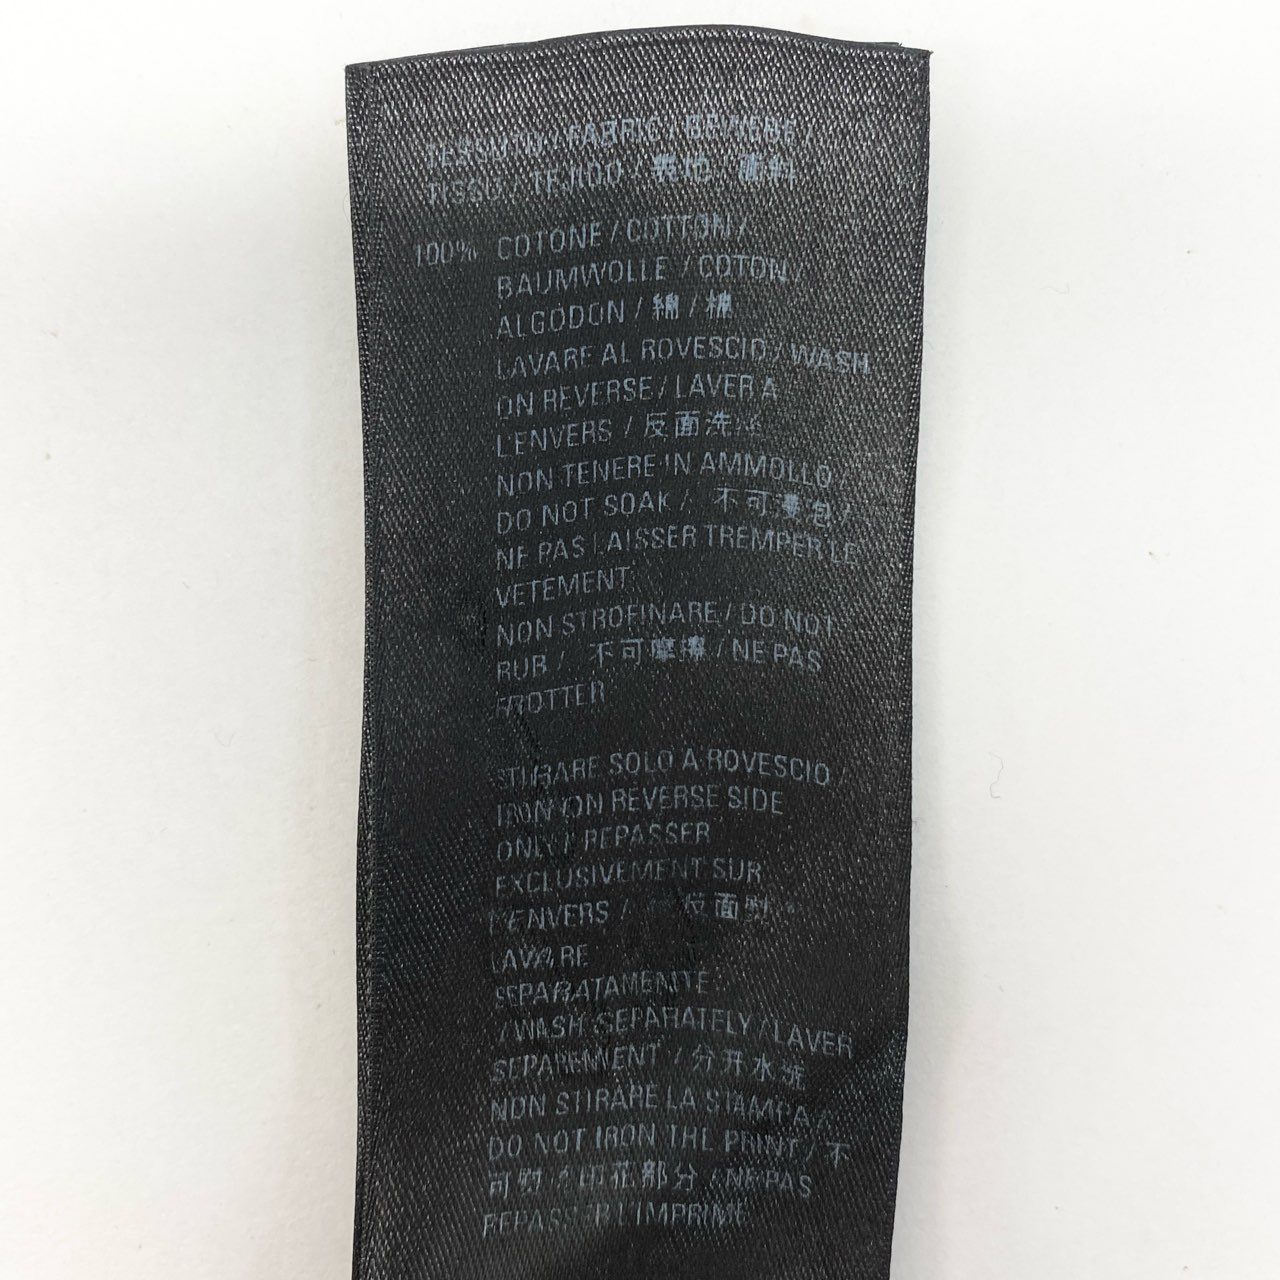 TESSUTO / FABRIC / GEWEBE /
TISSU / TEJIDO / 表地 / 面料
100% COTONE / COTTON /
BAUMWOLLE / COTON /
ALGODON / 綿 / 棉
LAVARE AL ROVESCIO / WASH
ON REVERSE / LAVER A
L'ENVERS / 反面洗涤
NON TENERE IN AMMOLLO
DO NOT SOAK / 不可浸泡 /
NE PAS LAISSER TREMPER LE
VETEMENT
NON STROFINARE / DO NOT
RUB / 不可摩擦 / NE PAS
FROTTER
STIRARE SOLO A ROVESCIO /
IRON ON REVERSE SIDE
ONLY / REPASSER
EXCLUSIVEMENT SUR
L'ENVERS / 反面熨
LAVARE
SEPARATAMENTE
/ WASH SEPARATELY / LAVER
SEPAREMENT / 分开水洗
NON STIRARE LA STAMPA /
DO NOT IRON THE PRINT / 不
可熨 印花部分 / NE PAS
REPASSER L'IMPRIME